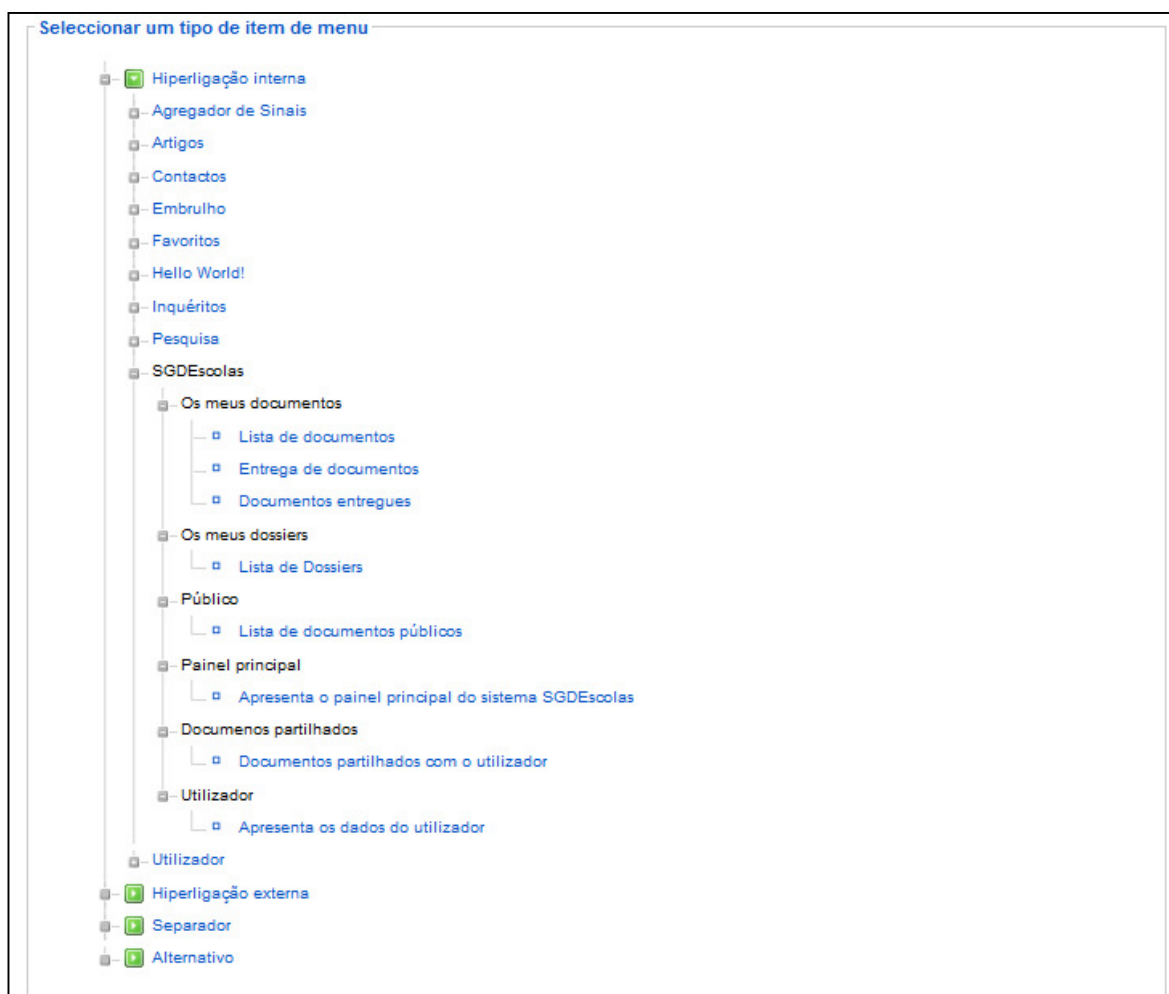 Seleccionar um tipo de item de menu
Hiperligação interna
Agregador de Sinais
Artigos
Contactos
Embrulho
Favoritos
Hello World!
Inquéritos
Pesquisa
SGDEscolas
Os meus documentos
Lista de documentos
Entrega de documentos
Documentos entregues
Os meus dossiers
Lista de Dossiers
Público
Lista de documentos públicos
Painel principal
Apresenta o painel principal do sistema SGDEscolas
Documenos partilhados
Documentos partilhados com o utilizador
Utilizador
Apresenta os dados do utilizador
Utilizador
Hiperligação externa
Separador
Alternativo